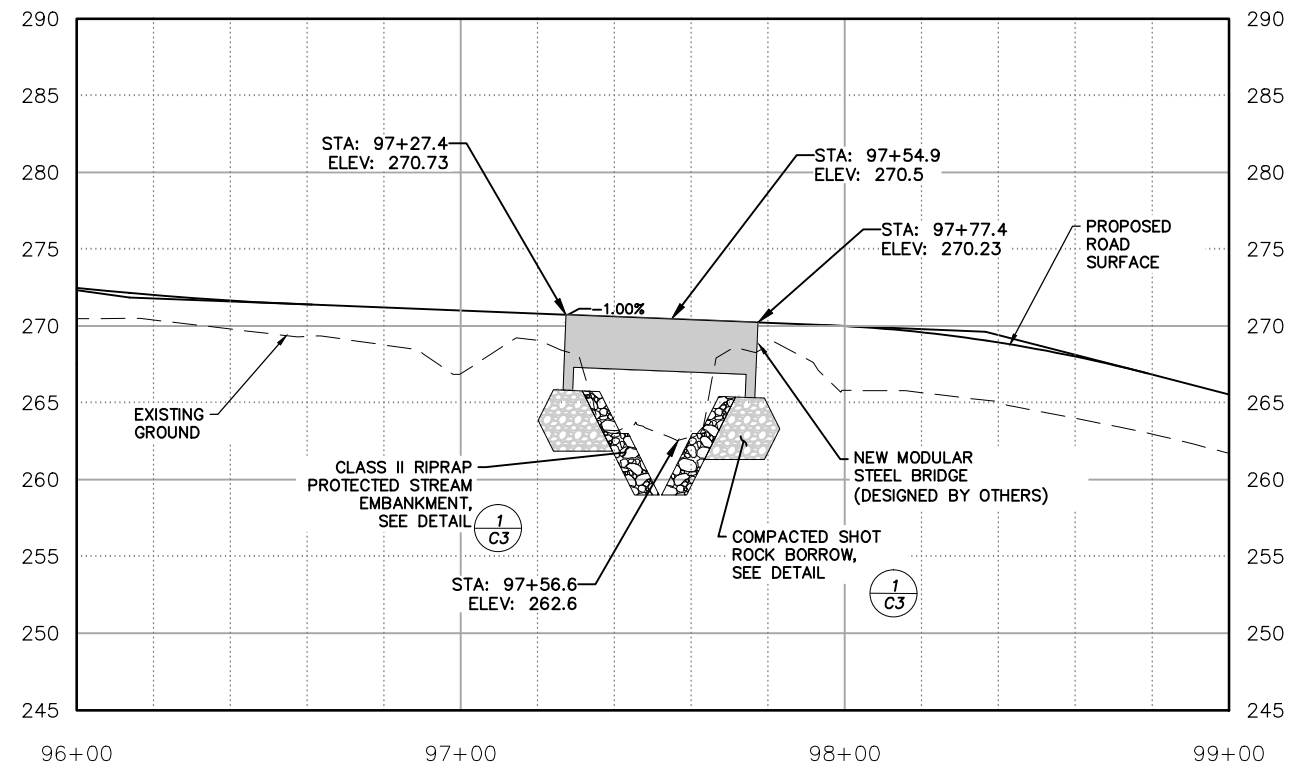 290
290
285
285
STA: 97+27.4
ELEV: 270.73
STA: 97+54.9
ELEV: 270.5
280
280
STA: 97+77.4
ELEV: 270.23
PROPOSED
ROAD
SURFACE
275
275
-1.00%
270
270
EXISTING
GROUND
265
265
CLASS II RIPRAP
PROTECTED STREAM
EMBANKMENT,
SEE DETAIL
1
C3
NEW MODULAR
STEEL BRIDGE
(DESIGNED BY OTHERS)
260
260
COMPACTED SHOT
ROCK BORROW,
SEE DETAIL
1
C3
255
255
STA: 97+56.6
ELEV: 262.6
250
250
245
245
96+00
97+00
98+00
99+00